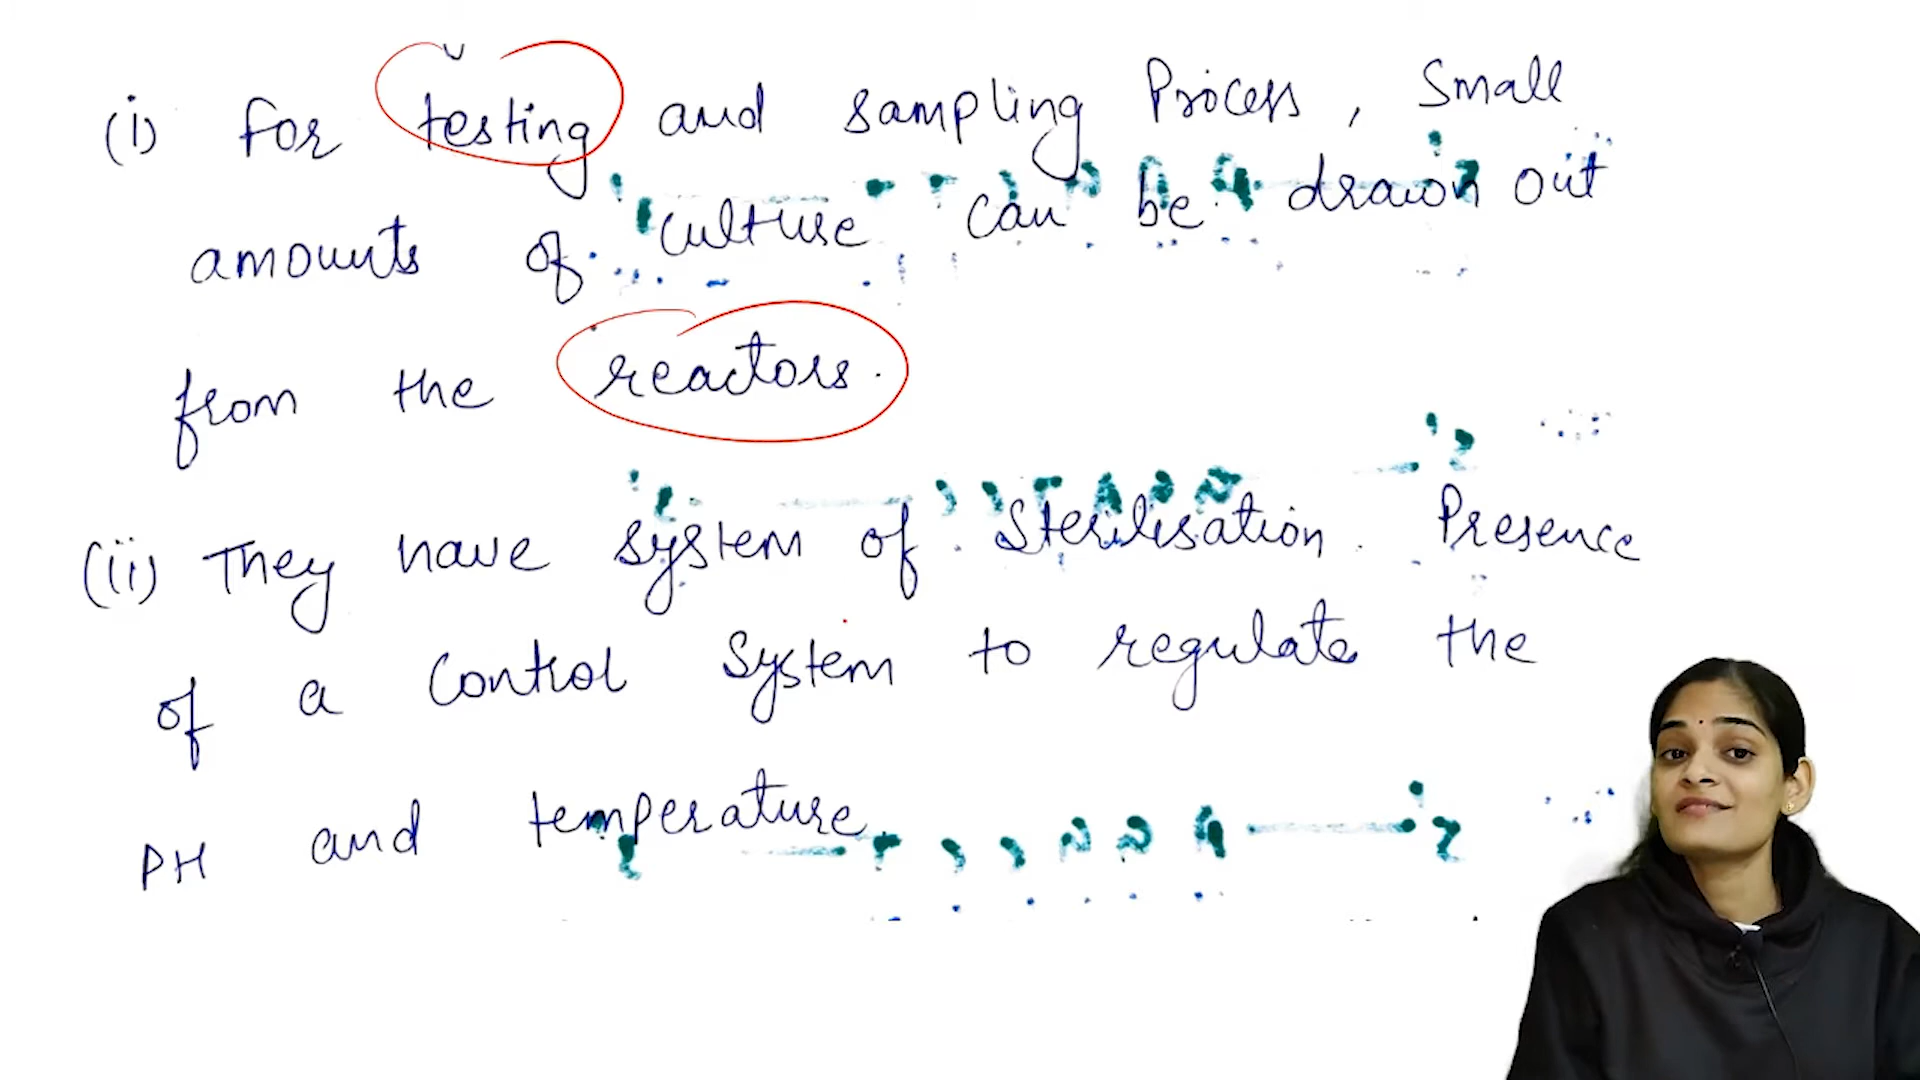 (i) For testing and sampling Process, Small
amounts of culture can be drawn out
from the reactors.
(ii) They have system of Sterilisation. Presence
of a Control System to regulate the
PH and temperature